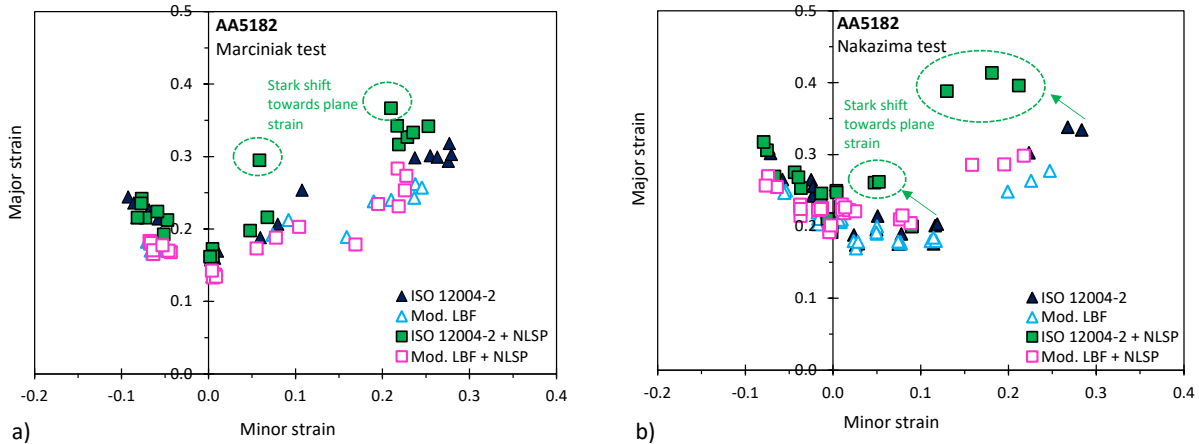 AA5182
Marciniak test
Stark shift
towards plane
strain
0.5
0.4
0.3
0.2
0.1
0.0
-0.2
-0.1
0.0
0.1
0.2
0.3
0.4
Major strain
Minor strain
ISO 12004-2
Mod. LBF
ISO 12004-2 + NLSP
Mod. LBF + NLSP
a)
AA5182
Nakazima test
Stark shift
towards plane
strain
0.5
0.4
0.3
0.2
0.1
0.0
-0.2
-0.1
0.0
0.1
0.2
0.3
0.4
Major strain
Minor strain
ISO 12004-2
Mod. LBF
ISO 12004-2 + NLSP
Mod. LBF + NLSP
b)